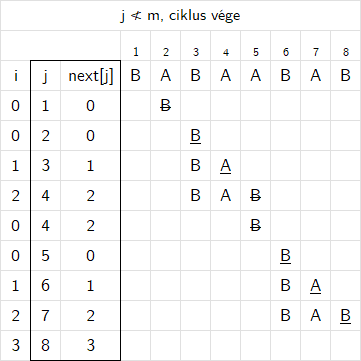 j ≮ m, ciklus vége
1 2 3 4 5 6 7 8
i j next[j] B A B A A B A B
0 1 0 B
0 2 0 B
1 3 1 B A
2 4 2 B A B
0 4 2 B
0 5 0 B
1 6 1 B A
2 7 2 B A B
3 8 3